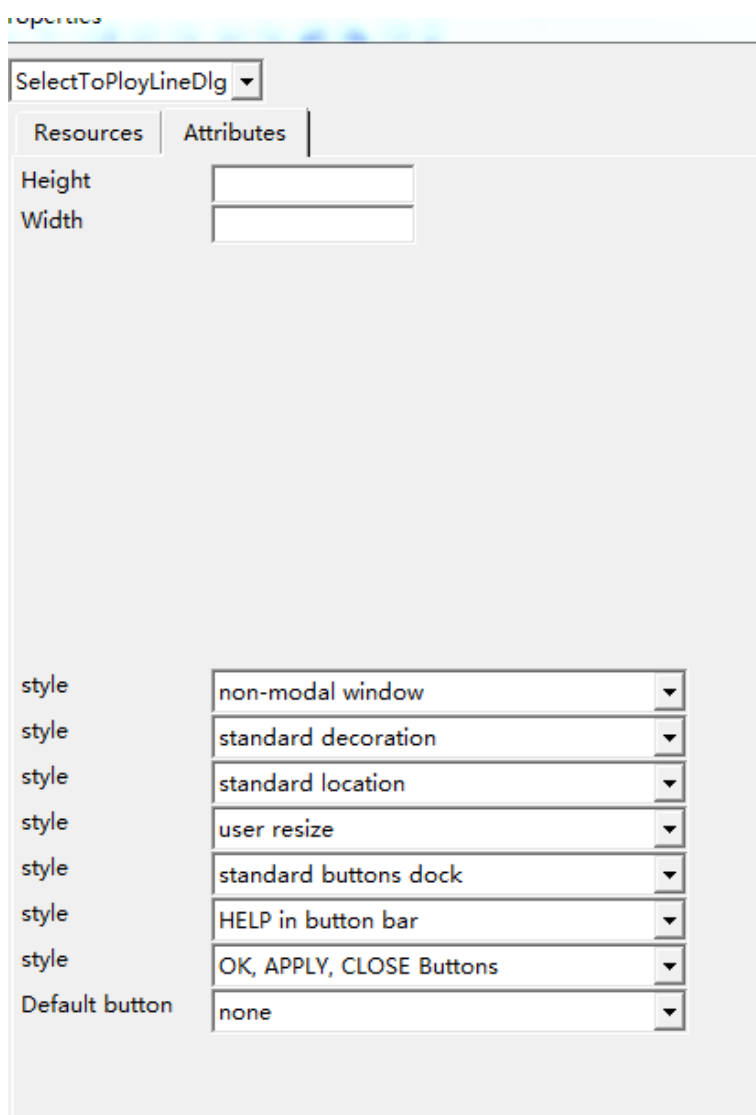 SelectToPloyLineDlg
Resources Attributes
Height
Width
style non-modal window
style standard decoration
style standard location
style user resize
style standard buttons dock
style HELP in button bar
style OK, APPLY, CLOSE Buttons
Default button none